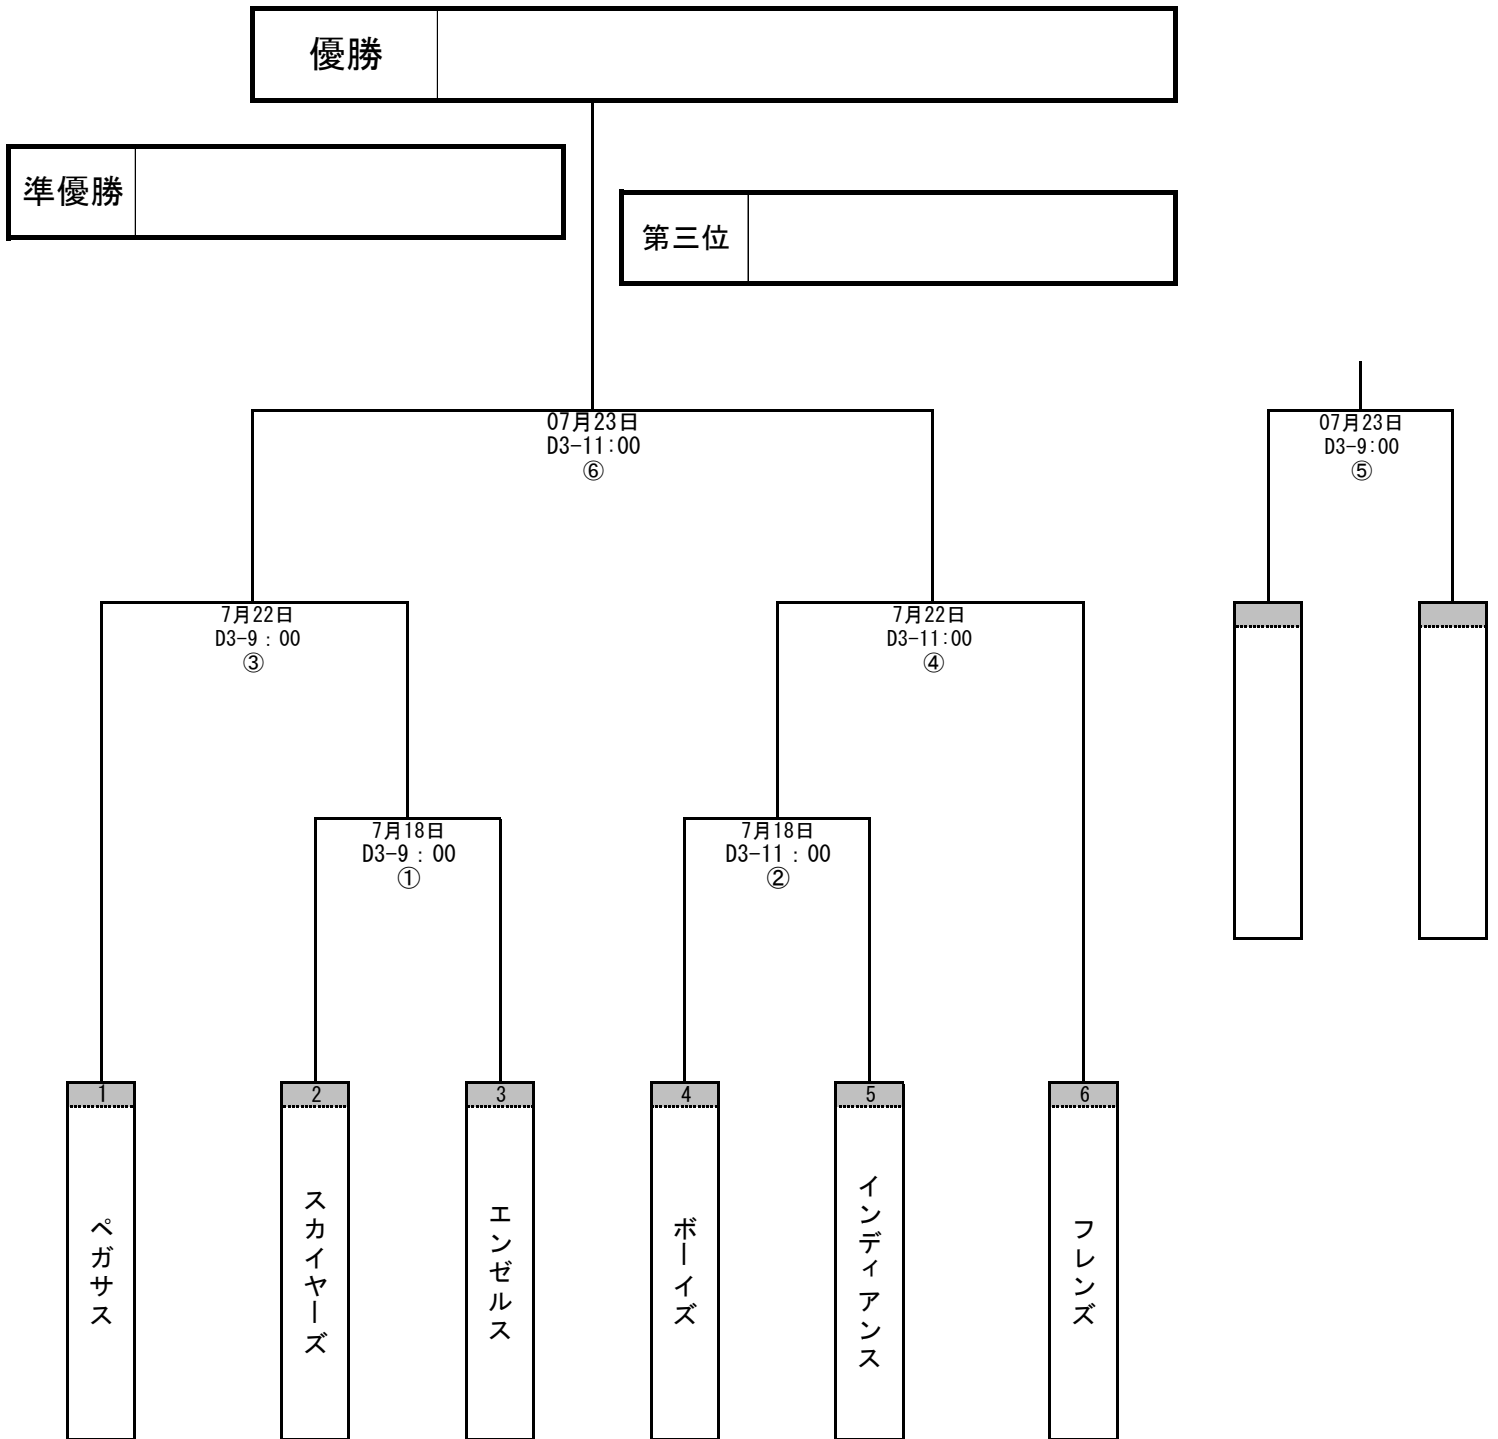 優勝
準優勝
第三位
07月23日
D3-11:00
⑥
07月23日
D3-9:00
⑤
7月22日
D3-9：00
③
7月22日
D3-11:00
④
7月18日
D3-9：00
①
7月18日
D3-11：00
②
1
2
3
4
5
6
ペガサス
スカイヤーズ
エンゼルス
ボーイズ
インディアンス
フレンズ